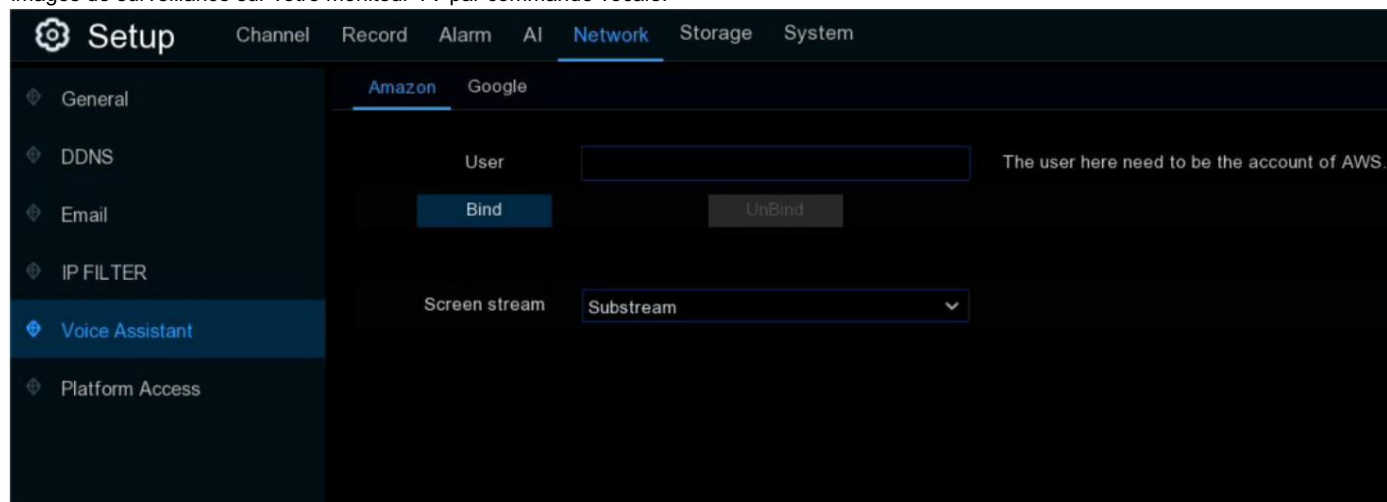 images de surveillance sur votre moniteur TV par commande vocale.
Setup Channel Record Alarm AI Network Storage System
General
DDNS
Email
IP FILTER
Voice Assistant
Platform Access
Amazon Google
User The user here need to be the account of AWS.
Bind UnBind
Screen stream Substream